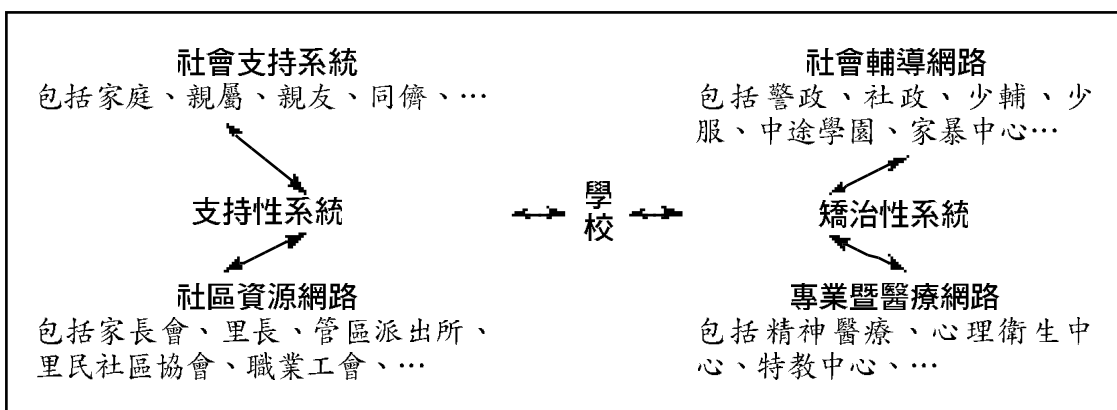 社會支持系統
包括家庭、親屬、親友、同儕、…
社會輔導網路
包括警政、社政、少輔、少
服、中途學園、家暴中心…
支持性系統
學
校
矯治性系統
社區資源網路
包括家長會、里長、管區派出所、
里民社區協會、職業工會、…
專業暨醫療網路
包括精神醫療、心理衛生中
心、特教中心、…